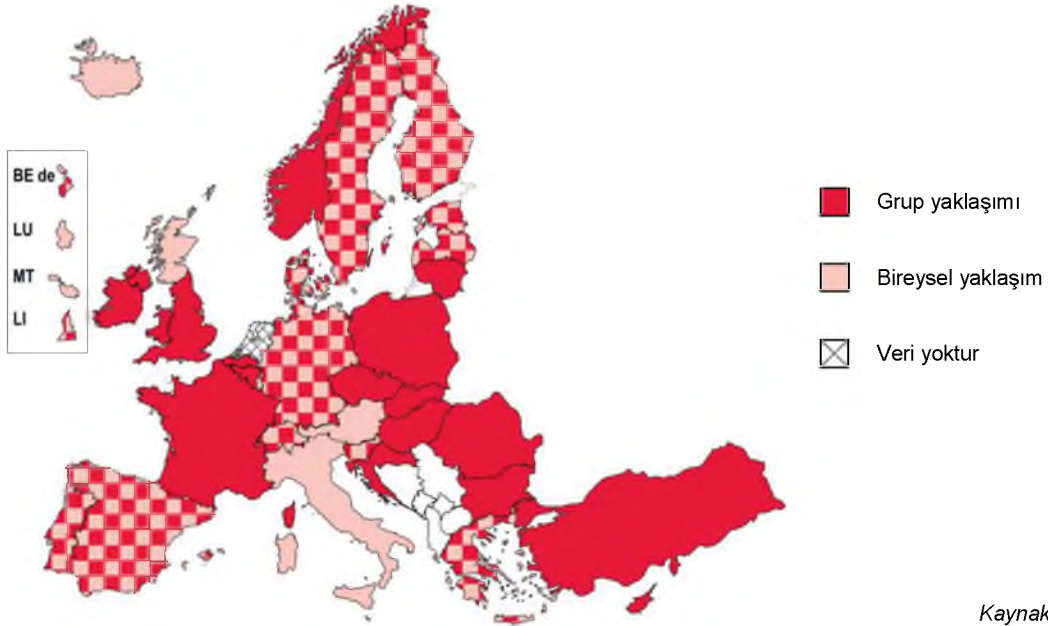 BE de
LU
MT
LI
Grup yaklaşımı
Bireysel yaklaşım
Veri yoktur
Kaynak